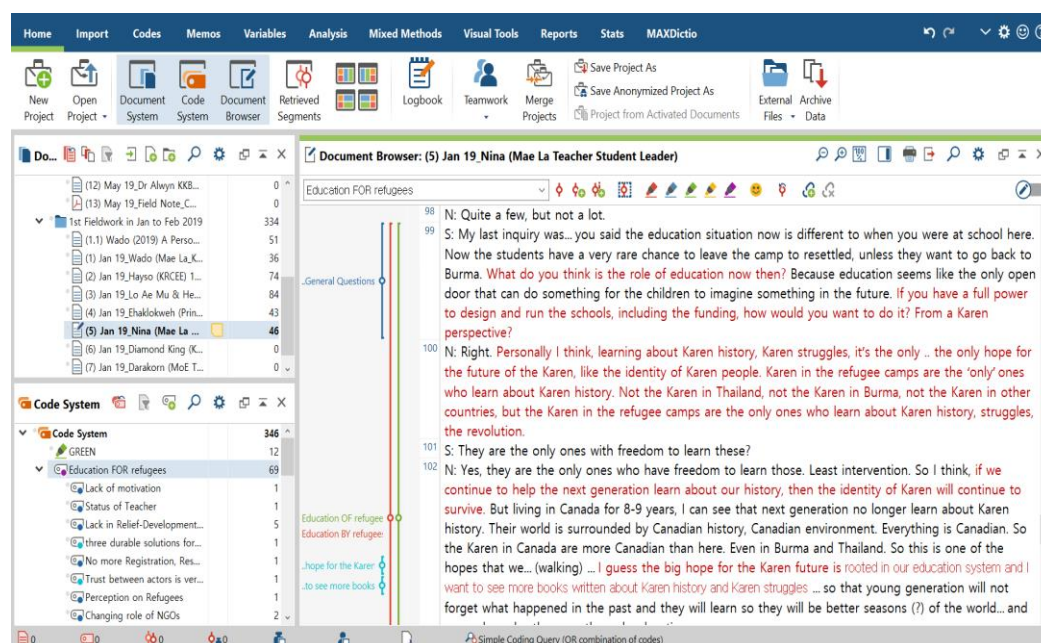 Home Import Codes Memos Variables Analysis Mixed Methods Visual Tools Reports Stats MAXDictio
New Project
Open Project
Document System
Code System
Document Browser
Retrieved Segments
Logbook
Teamwork
Merge Projects
Save Project As
Save Anonymized Project As
Project from Activated Documents
External Files
Archive Data
Do...
(12) May 19_Dr Alwyn KKB... 0
(13) May 19_Field Note_C... 0
1st Fieldwork in Jan to Feb 2019 334
(1.1) Wado (2019) A Perso... 51
(1) Jan 19_Wado (Mae La_K... 36
(2) Jan 19_Hayso (KRCEE) 1... 74
(3) Jan 19_Lo Ae Mu & He... 84
(4) Jan 19_Ehaklokweh (Prin... 43
(5) Jan 19_Nina (Mae La ... 46
(6) Jan 19_Diamond King (K... 0
(7) Jan 19_Darakorn (MoE T... 0
Code System
Code System 346
GREEN 12
Education FOR refugees 69
Lack of motivation 1
Status of Teacher 1
Lack in Relief-Development... 5
three durable solutions for... 1
No more Registration, Res... 1
Trust between actors is ver... 1
Perception on Refugees 1
Changing role of NGOs 2
Document Browser: (5) Jan 19_Nina (Mae La Teacher Student Leader)
Education FOR refugees
..General Questions
Education OF refugee
Education BY refugee
..hope for the Karer
..to see more books
98 N: Quite a few, but not a lot.
99 S: My last inquiry was... you said the education situation now is different to when you were at school here.
Now the students have a very rare chance to leave the camp to resettled, unless they want to go back to
Burma. What do you think is the role of education now then? Because education seems like the only open
door that can do something for the children to imagine something in the future. If you have a full power
to design and run the schools, including the funding, how would you want to do it? From a Karen
perspective?
100 N: Right. Personally I think, learning about Karen history, Karen struggles, it's the only .. the only hope for
the future of the Karen, like the identity of Karen people. Karen in the refugee camps are the 'only' ones
who learn about Karen history. Not the Karen in Thailand, not the Karen in Burma, not the Karen in other
countries, but the Karen in the refugee camps are the only ones who learn about Karen history, struggles,
the revolution.
101 S: They are the only ones with freedom to learn these?
102 N: Yes, they are the only ones who have freedom to learn those. Least intervention. So I think, if we
continue to help the next generation learn about our history, then the identity of Karen will continue to
survive. But living in Canada for 8-9 years, I can see that next generation no longer learn about Karen
history. Their world is surrounded by Canadian history, Canadian environment. Everything is Canadian. So
the Karen in Canada are more Canadian than here. Even in Burma and Thailand. So this is one of the
hopes that we... (walking) ... I guess the big hope for the Karen future is rooted in our education system and I
want to see more books written about Karen history and Karen struggles ... so that young generation will not
forget what happened in the past and they will learn so they will be better seasons (?) of the world... and
0 0 0 0
Simple Coding Query (OR combination of codes)